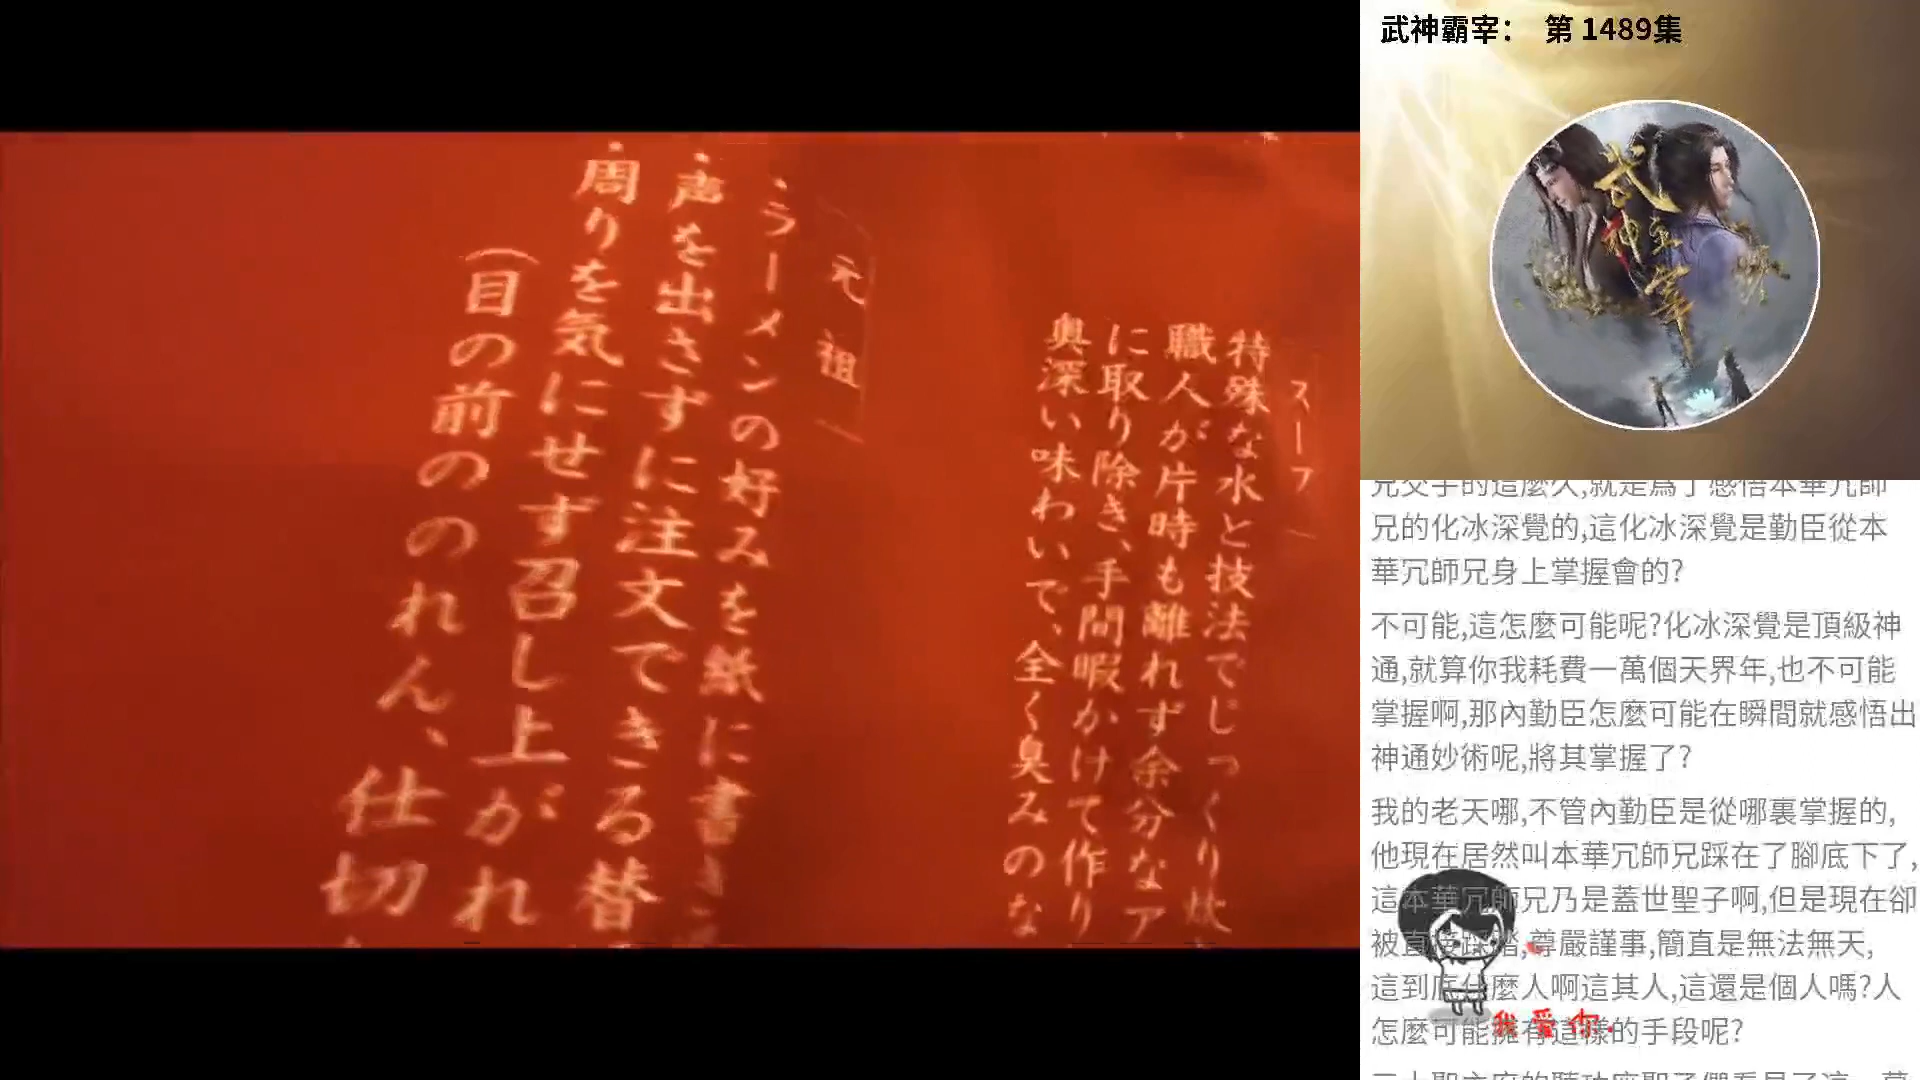 スープ
特殊な水と技法でじっくり炊
職人が片時も離れず余分なア
に取り除き、手間暇かけて作り
奥深い味わいで、全く臭みのな
元祖
・ラーメンの好みを紙に書き
・声を出さずに注文できる替
・周りを気にせず召し上がれ
(目の前ののれん、仕切
武神霸宰： 第 1489集
兄的化冰深覺的,這化冰深覺是勤臣從本
華冗師兄身上掌握會的?
不可能,這怎麼可能呢?化冰深覺是頂級神
通,就算你我耗費一萬個天界年,也不可能
掌握啊,那內勤臣怎麼可能在瞬間就感悟出
神通妙術呢,將其掌握了?
我的老天哪,不管內勤臣是從哪裏掌握的,
他現在居然叫本華冗師兄踩在了腳底下了,
這本華冗師兄乃是蓋世聖子啊,但是現在卻
被直接踩踏,尊嚴謹事,簡直是無法無天,
這到底什麼人啊這其人,這還是個人嗎?人
怎麼可能擁有這樣的手段呢?
我愛你.